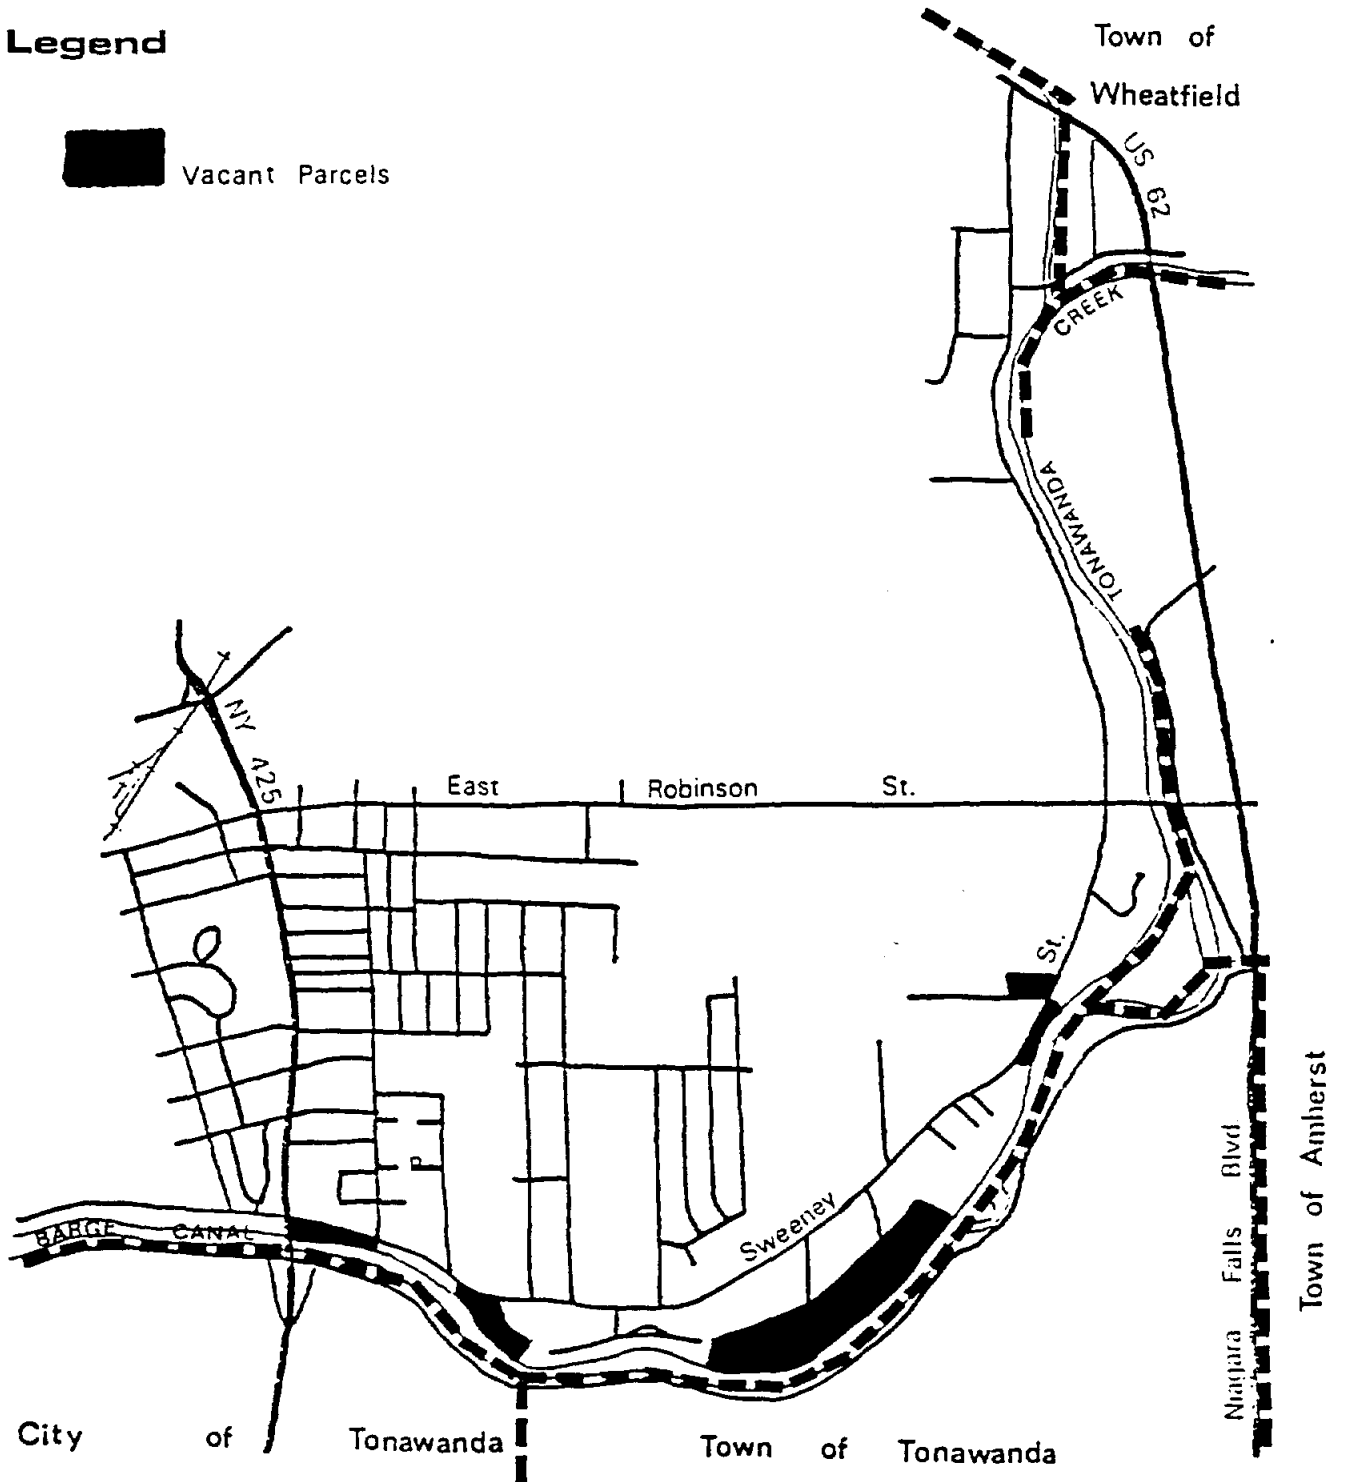 Legend
Town of
Wheatfield
Vacant Parcels
US 62
CREEK
TONAWANDA
NY 425
East Robinson St.
St.
Sweeney
BARGE CANAL
Niagara Falls Blvd.
Town of Amherst
City of Tonawanda
Town of Tonawanda